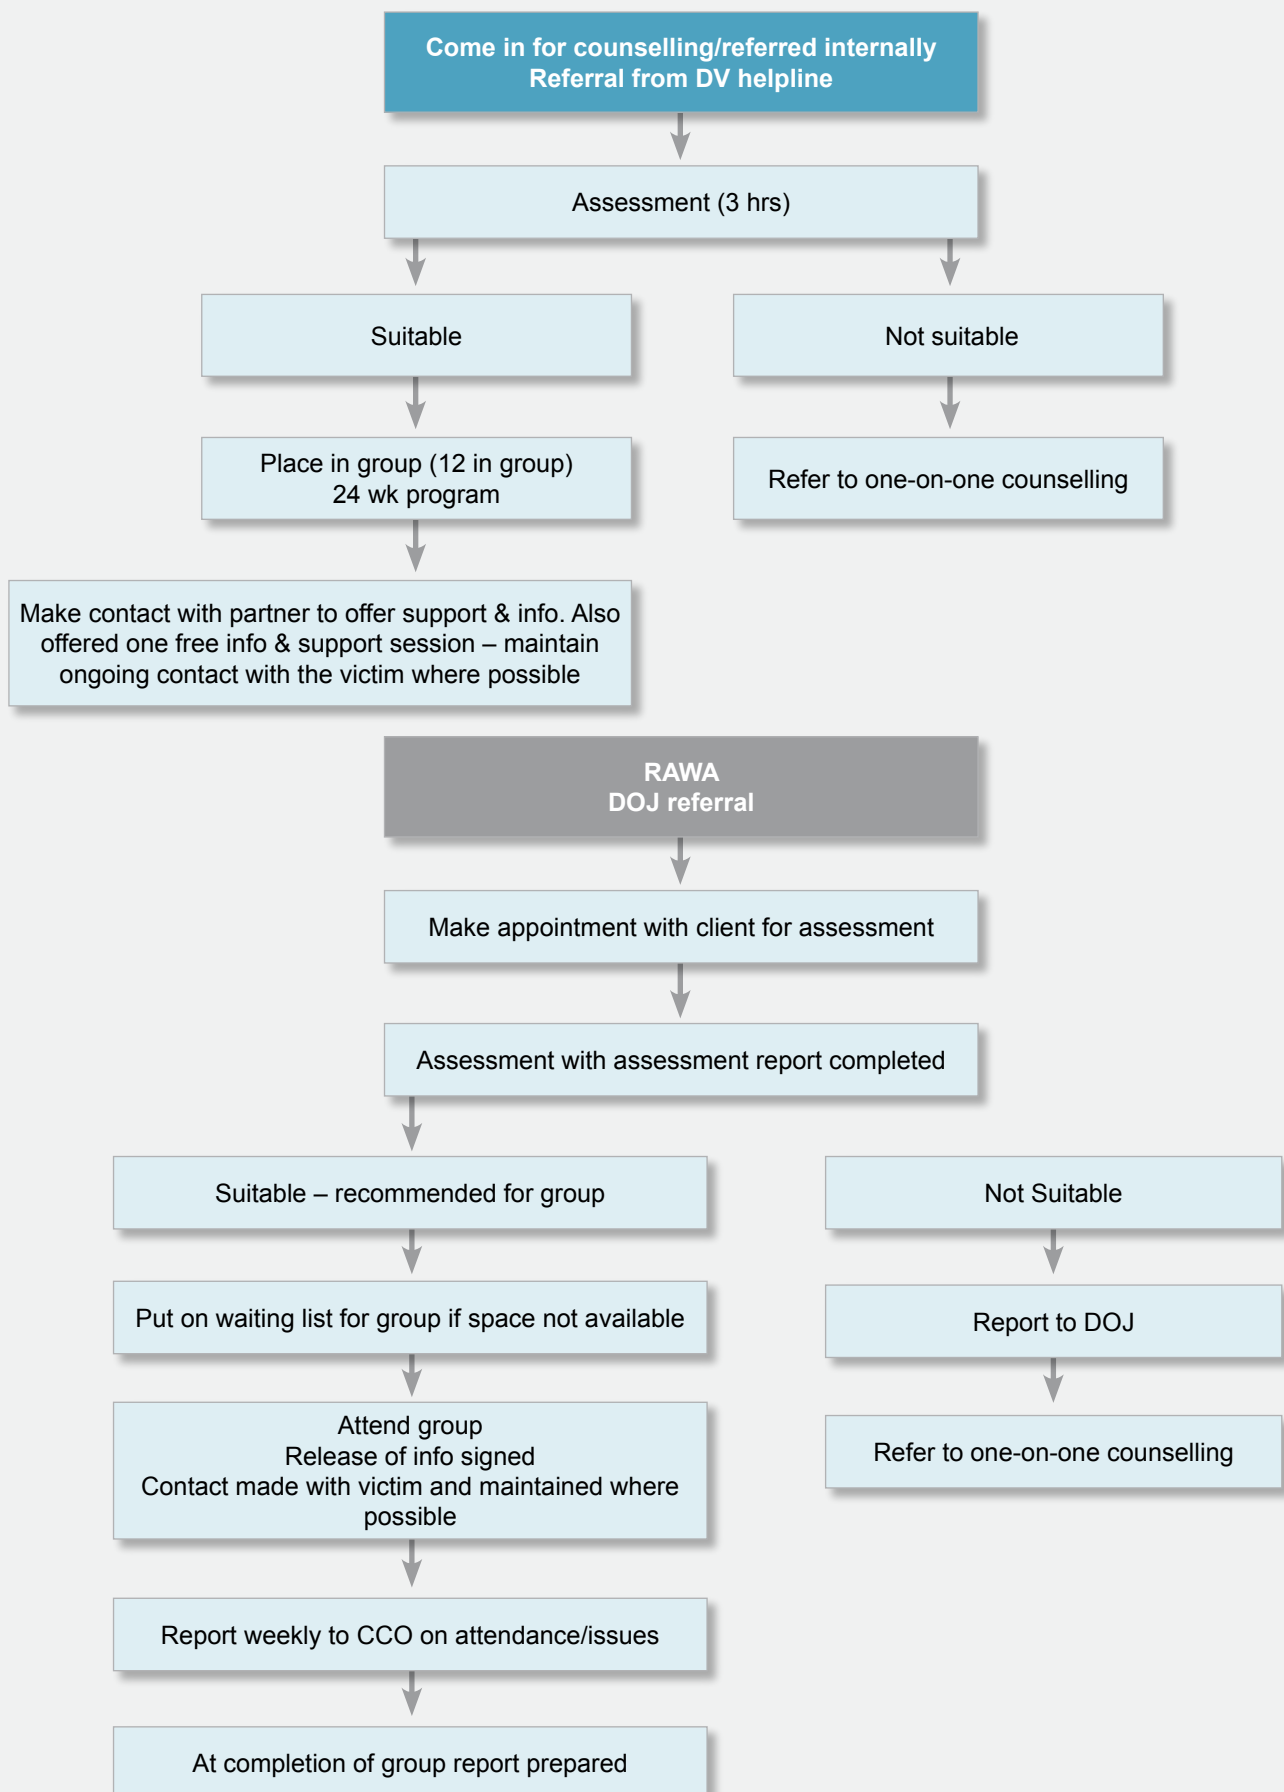 Come in for counselling/referred internally
Referral from DV helpline
Assessment (3 hrs)
Suitable
Not suitable
Place in group (12 in group)
24 wk program
Refer to one-on-one counselling
Make contact with partner to offer support & info. Also
offered one free info & support session – maintain
ongoing contact with the victim where possible
RAWA
DOJ referral
Make appointment with client for assessment
Assessment with assessment report completed
Suitable – recommended for group
Not Suitable
Put on waiting list for group if space not available
Report to DOJ
Attend group
Release of info signed
Contact made with victim and maintained where
possible
Refer to one-on-one counselling
Report weekly to CCO on attendance/issues
At completion of group report prepared